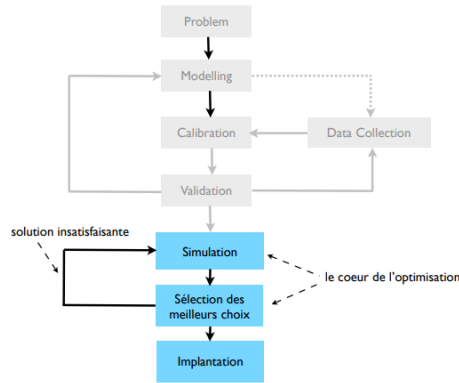 Problem
Modelling
Calibration
Data Collection
Validation
solution insatisfaisante
Simulation
le coeur de l'optimisation
Sélection des
meilleurs choix
Implantation